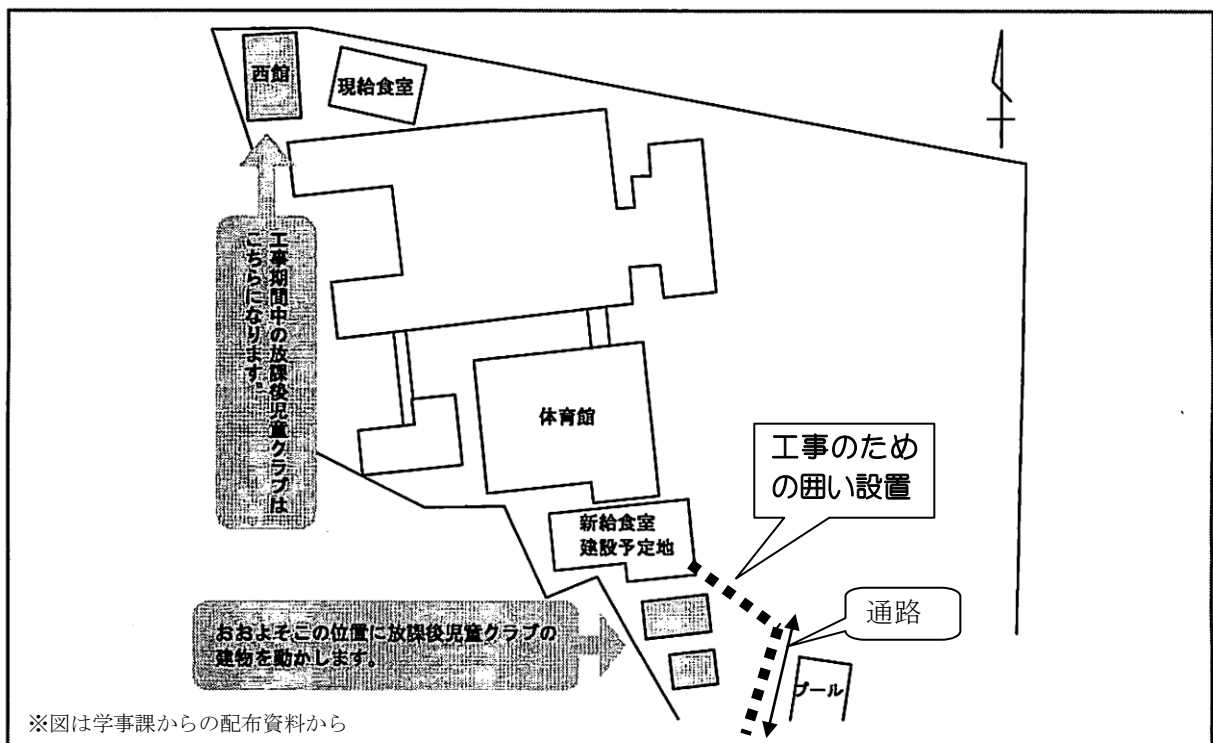 西館
現給食室
工事期間中の放課後児童クラブは
こちらになります。
体育館
工事のため
の囲い設置
新給食室
建設予定地
通路
おおよそこの位置に放課後児童クラブの
建物を動かします。
プール
※図は学事課からの配布資料から